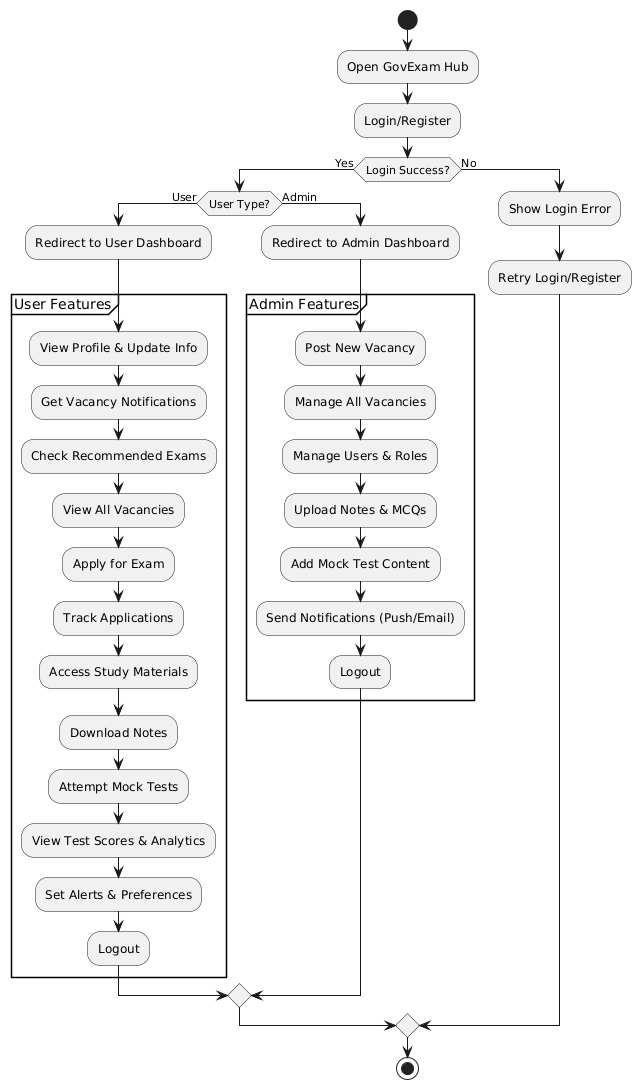 Open GovExam Hub
Login/Register
Login Success?
Yes
No
User Type?
User
Admin
Redirect to User Dashboard
User Features
View Profile & Update Info
Get Vacancy Notifications
Check Recommended Exams
View All Vacancies
Apply for Exam
Track Applications
Access Study Materials
Download Notes
Attempt Mock Tests
View Test Scores & Analytics
Set Alerts & Preferences
Logout
Redirect to Admin Dashboard
Admin Features
Post New Vacancy
Manage All Vacancies
Manage Users & Roles
Upload Notes & MCQs
Add Mock Test Content
Send Notifications (Push/Email)
Logout
Show Login Error
Retry Login/Register